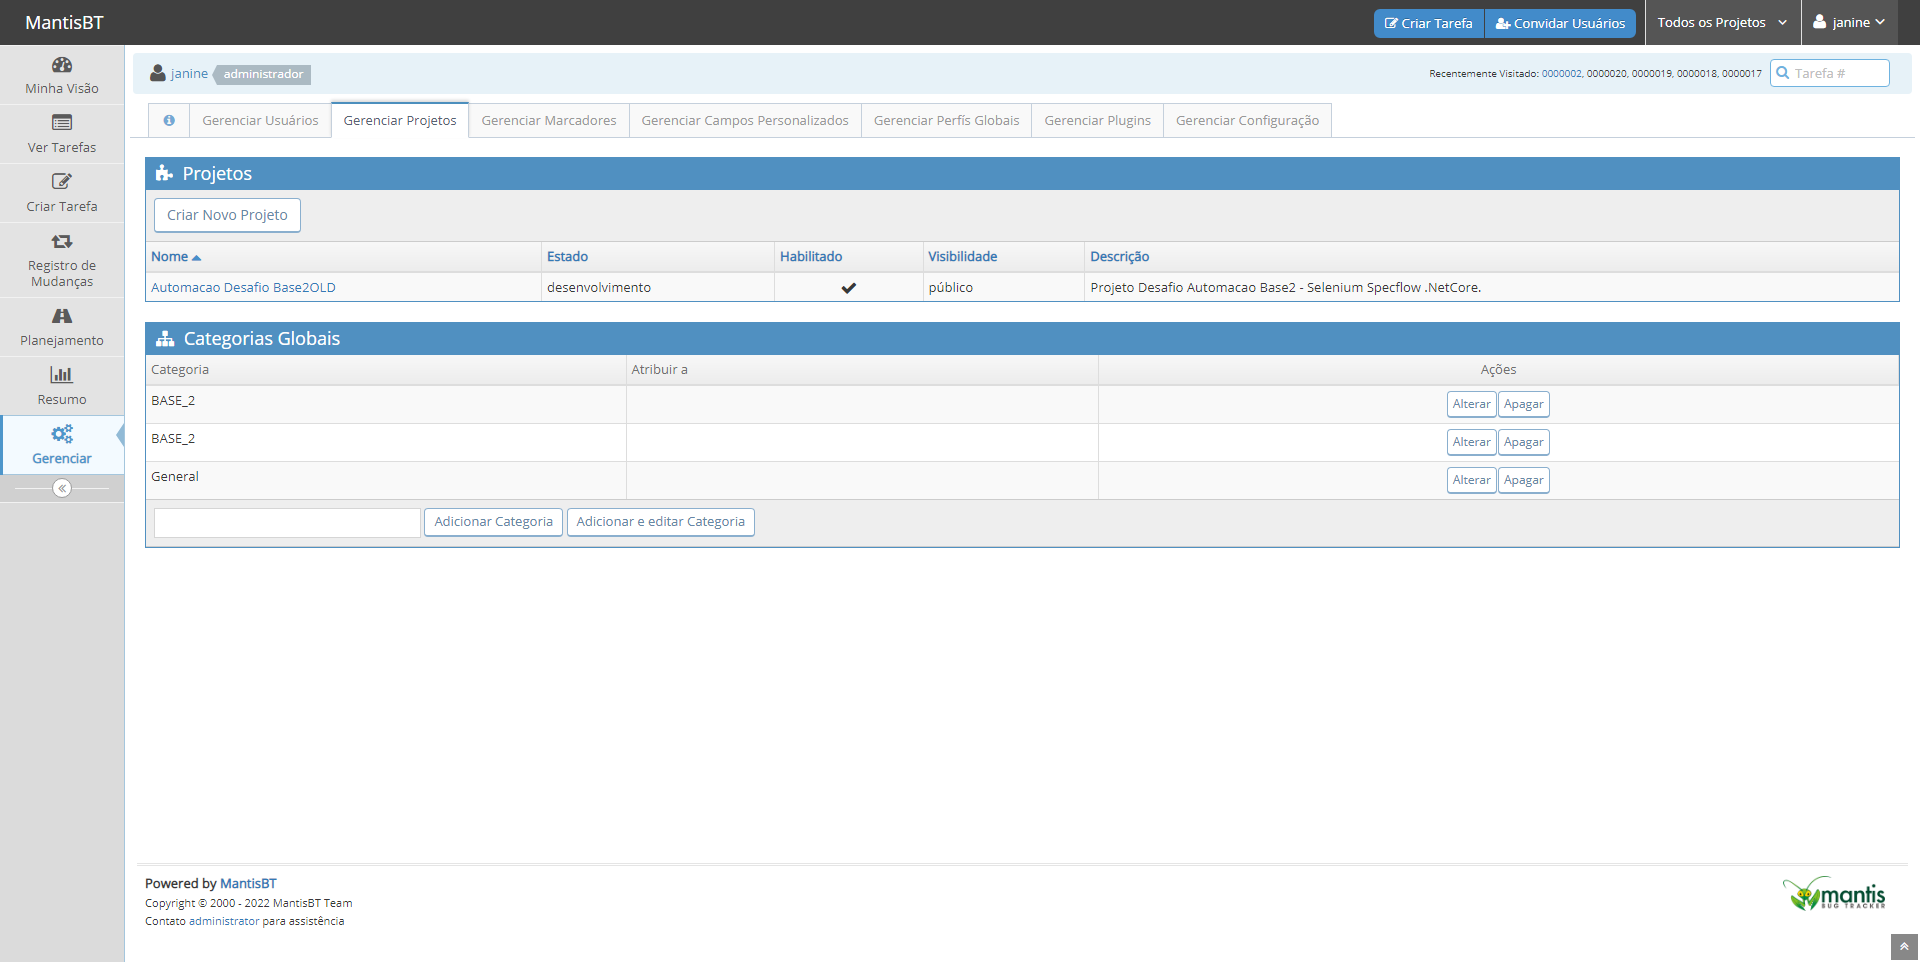 MantisBT
Criar Tarefa
Convidar Usuários
Todos os Projetos
janine
Minha Visão
Ver Tarefas
Criar Tarefa
Registro de
Mudanças
Planejamento
Resumo
Gerenciar
janine administrador
Recentemente Visitado: 0000002, 0000020, 0000019, 0000018, 0000017
Tarefa #
Gerenciar Usuários
Gerenciar Projetos
Gerenciar Marcadores
Gerenciar Campos Personalizados
Gerenciar Perfís Globais
Gerenciar Plugins
Gerenciar Configuração
Projetos
Criar Novo Projeto
Nome Estado Habilitado Visibilidade Descrição
Automacao Desafio Base2OLD desenvolvimento público Projeto Desafio Automacao Base2 - Selenium Specflow .NetCore.
Categorias Globais
Categoria Atribuir a Ações
BASE_2 Alterar Apagar
BASE_2 Alterar Apagar
General Alterar Apagar
Adicionar Categoria Adicionar e editar Categoria
Powered by MantisBT
Copyright © 2000 - 2022 MantisBT Team
Contato administrator para assistência
mantis
BUG TRACKER